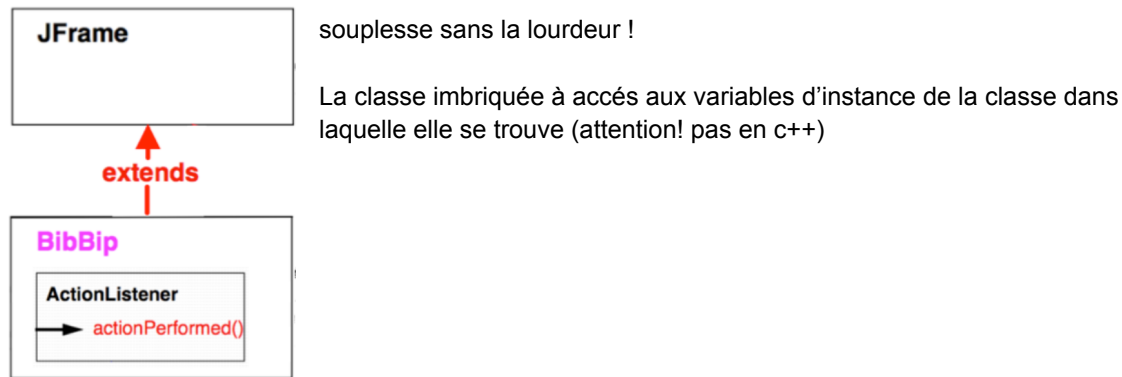 JFrame
souplesse sans la lourdeur !
La classe imbriquée à accés aux variables d'instance de la classe dans
laquelle elle se trouve (attention! pas en c++)
extends
BibBip
ActionListener
actionPerformed()